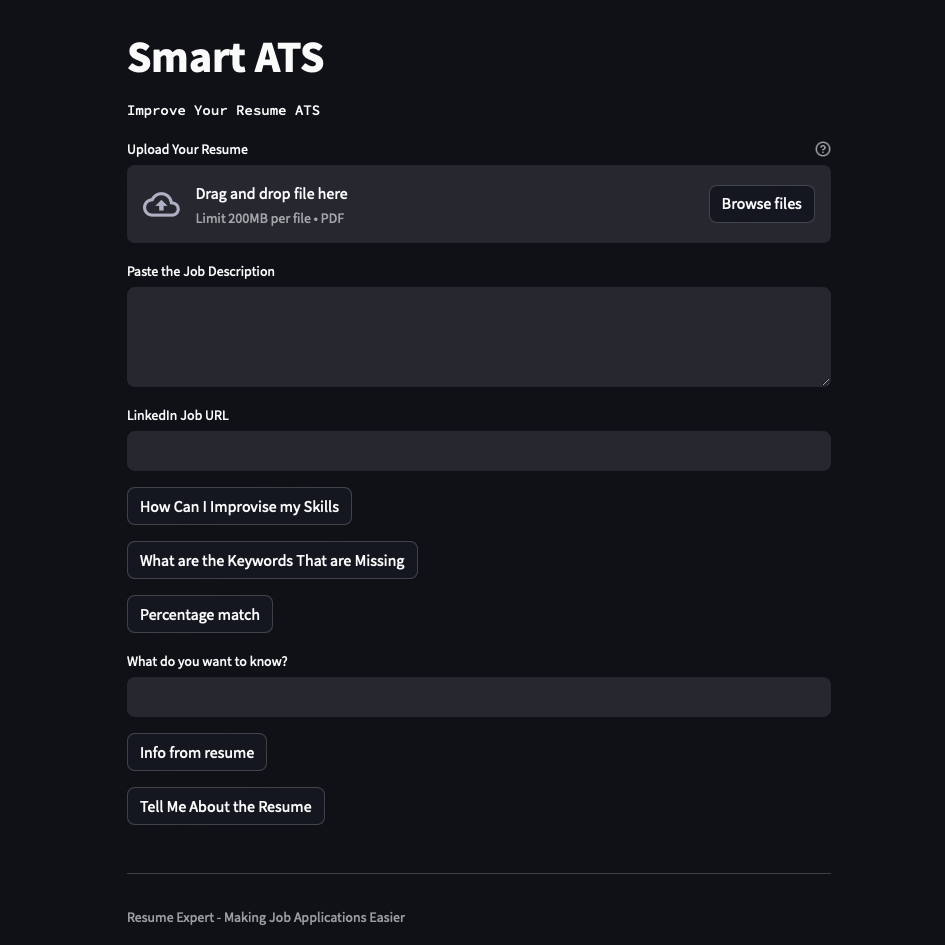 Smart ATS
Improve Your Resume ATS
Upload Your Resume
Drag and drop file here
Limit 200MB per file • PDF
Browse files
Paste the Job Description
LinkedIn Job URL
How Can I Improvise my Skills
What are the Keywords That are Missing
Percentage match
What do you want to know?
Info from resume
Tell Me About the Resume
Resume Expert - Making Job Applications Easier